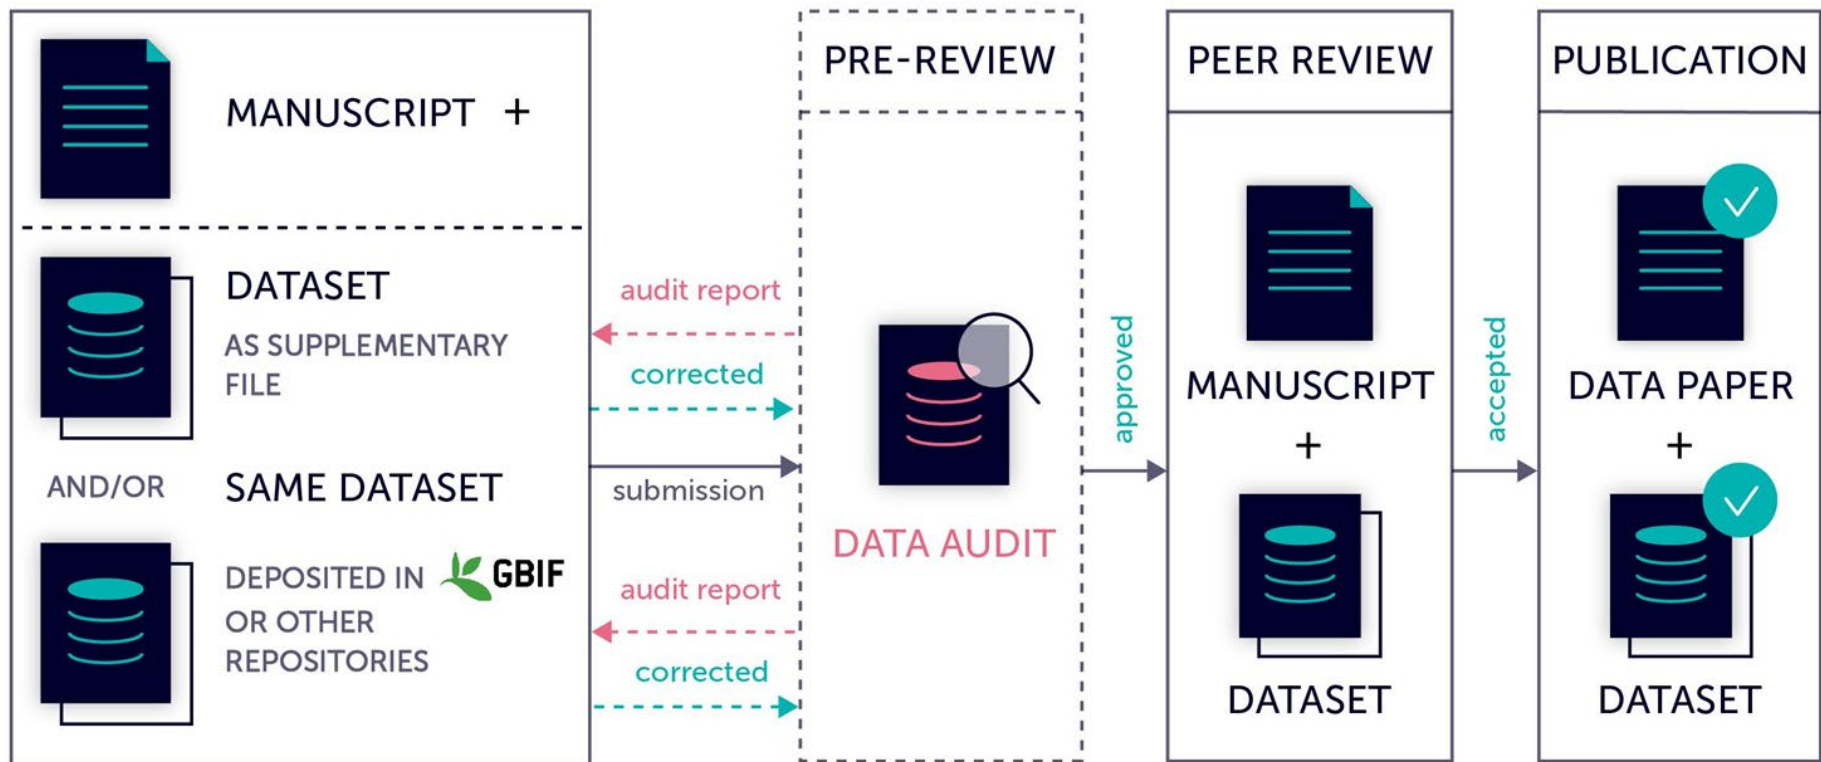 MANUSCRIPT +
DATASET
AS SUPPLEMENTARY
FILE
AND/OR
SAME DATASET
DEPOSITED IN GBIF
OR OTHER
REPOSITORIES
audit report
corrected
submission
audit report
corrected
PRE-REVIEW
DATA AUDIT
approved
PEER REVIEW
MANUSCRIPT
+
DATASET
accepted
PUBLICATION
DATA PAPER
+
DATASET